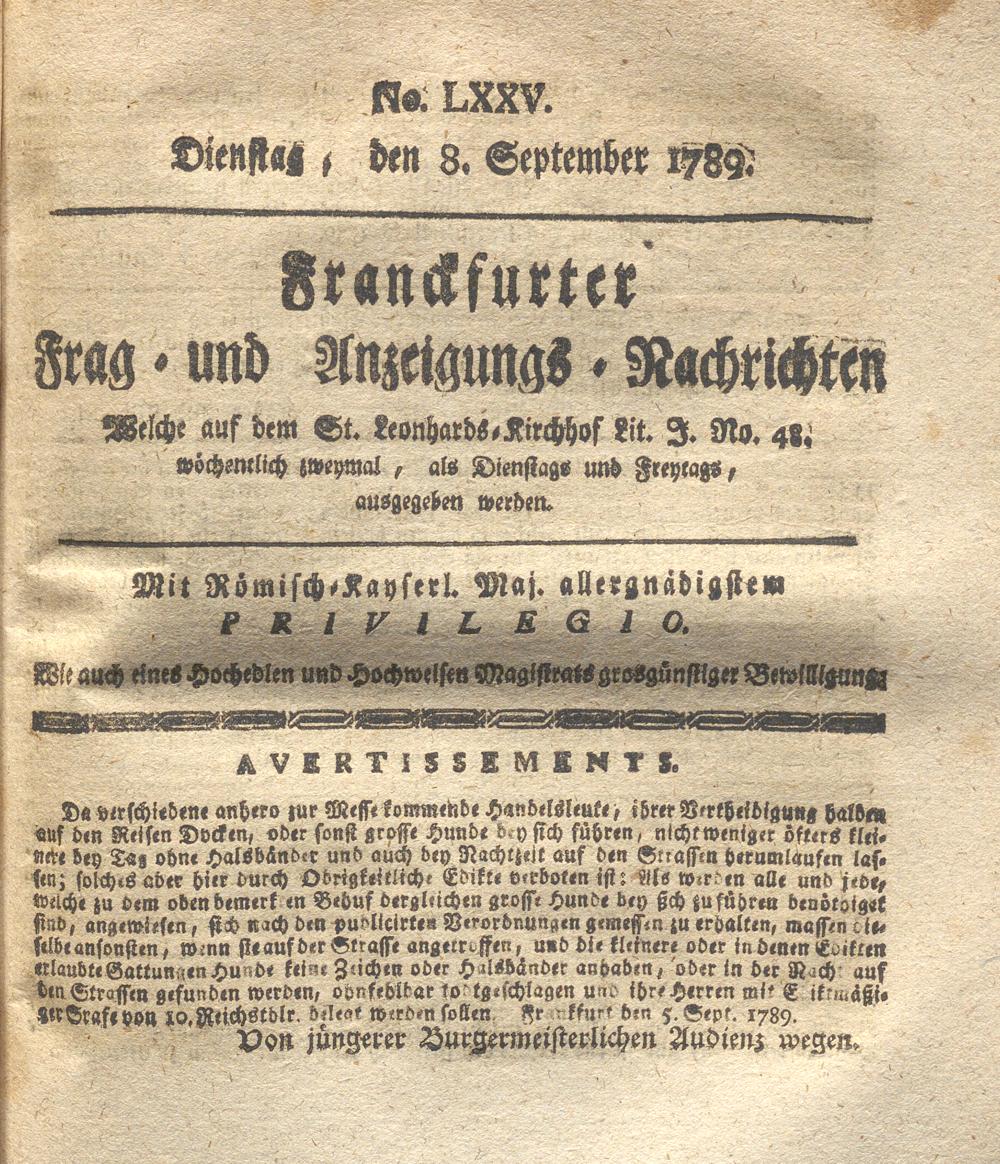 No. LXXV.
Dienstag, den 8. September 1789.
Franckfurter
Frag-und Anzeigungs-Nachrichten
Welche auf dem St. Leonhards-Kirchhof Lit. J. No. 48.
wöchentlich zweymal, als Dienstags und Freytags,
ausgegeben werden.
Mit Römisch-Kayserl. Maj. allergnädigstem
PRIVILEGIO.
Wie auch eines Hochedlen und Hochweisen Magistrats grosgünstiger Bewilligung.
AVERTISSEMENTS.
Da verschiedene anhero zur Messe kommende Handelsleute, ihrer Vertheidigung halben
auf den Reisen Docken, oder sonst grosse Hunde bey sich führen, nicht weniger öfters klei-
nere bey Tag ohne Halsbänder und auch bey Nachtzeit auf den Strassen herumlaufen las-
sen; solches aber hier durch Obrigkeitliche Edikte verboten ist: Als werden alle und jede,
welche zu dem oben bemerkten Behuf dergleichen grosse Hunde bey sich zu führen benöthiget
sind, angewiesen, sich nach den publicirten Verordnungen gemessen zu erhalten, massen die-
selbe ansonsten, wenn sie auf der Strasse angetroffen, und die kleinere oder in denen Edikten
erlaubte Gattungen Hunde keine Zeichen oder Halsbänder anhaben, oder in der Nacht auf
den Strassen gefunden werden, ohnfehlbar todtgeschlagen und ihre Herren mit Ediktmäßi-
ger Srafe von 10. Reichsthlr. belegt werden sollen. Franckfurt den 5. Sept. 1789.
Von jüngerer Burgermeisterlichen Audienz wegen.